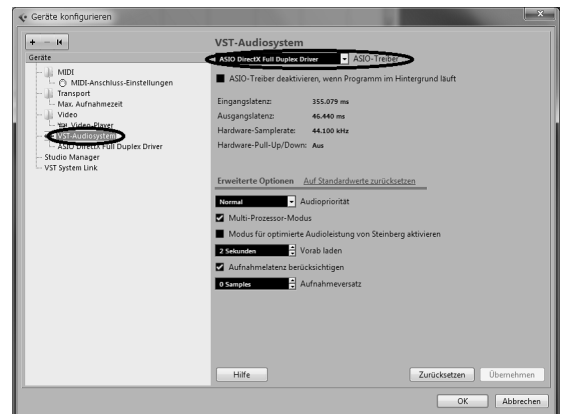 Geräte konfigurieren
Geräte
MIDI
MIDI-Anschluss-Einstellungen
Transport
Max. Aufnahmezeit
Video
Video-Player
VST-Audiosystem
ASIO DirectX Full Duplex Driver
Studio Manager
VST System Link
VST-Audiosystem
ASIO DirectX Full Duplex Driver ASIO-Treiber
ASIO-Treiber deaktivieren, wenn Programm im Hintergrund läuft
Eingangslatenz: 355.079 ms
Ausgangslatenz: 46.440 ms
Hardware-Samplerate: 44.100 kHz
Hardware-Pull-Up/Down: Aus
Erweiterte Optionen Auf Standardwerte zurücksetzen
Normal Audiopriorität
Multi-Prozessor-Modus
Modus für optimierte Audioleistung von Steinberg aktivieren
2 Sekunden Vorab laden
Aufnahmelatenz berücksichtigen
0 Samples Aufnahmeversatz
Hilfe Zurücksetzen Übernehmen
OK Abbrechen